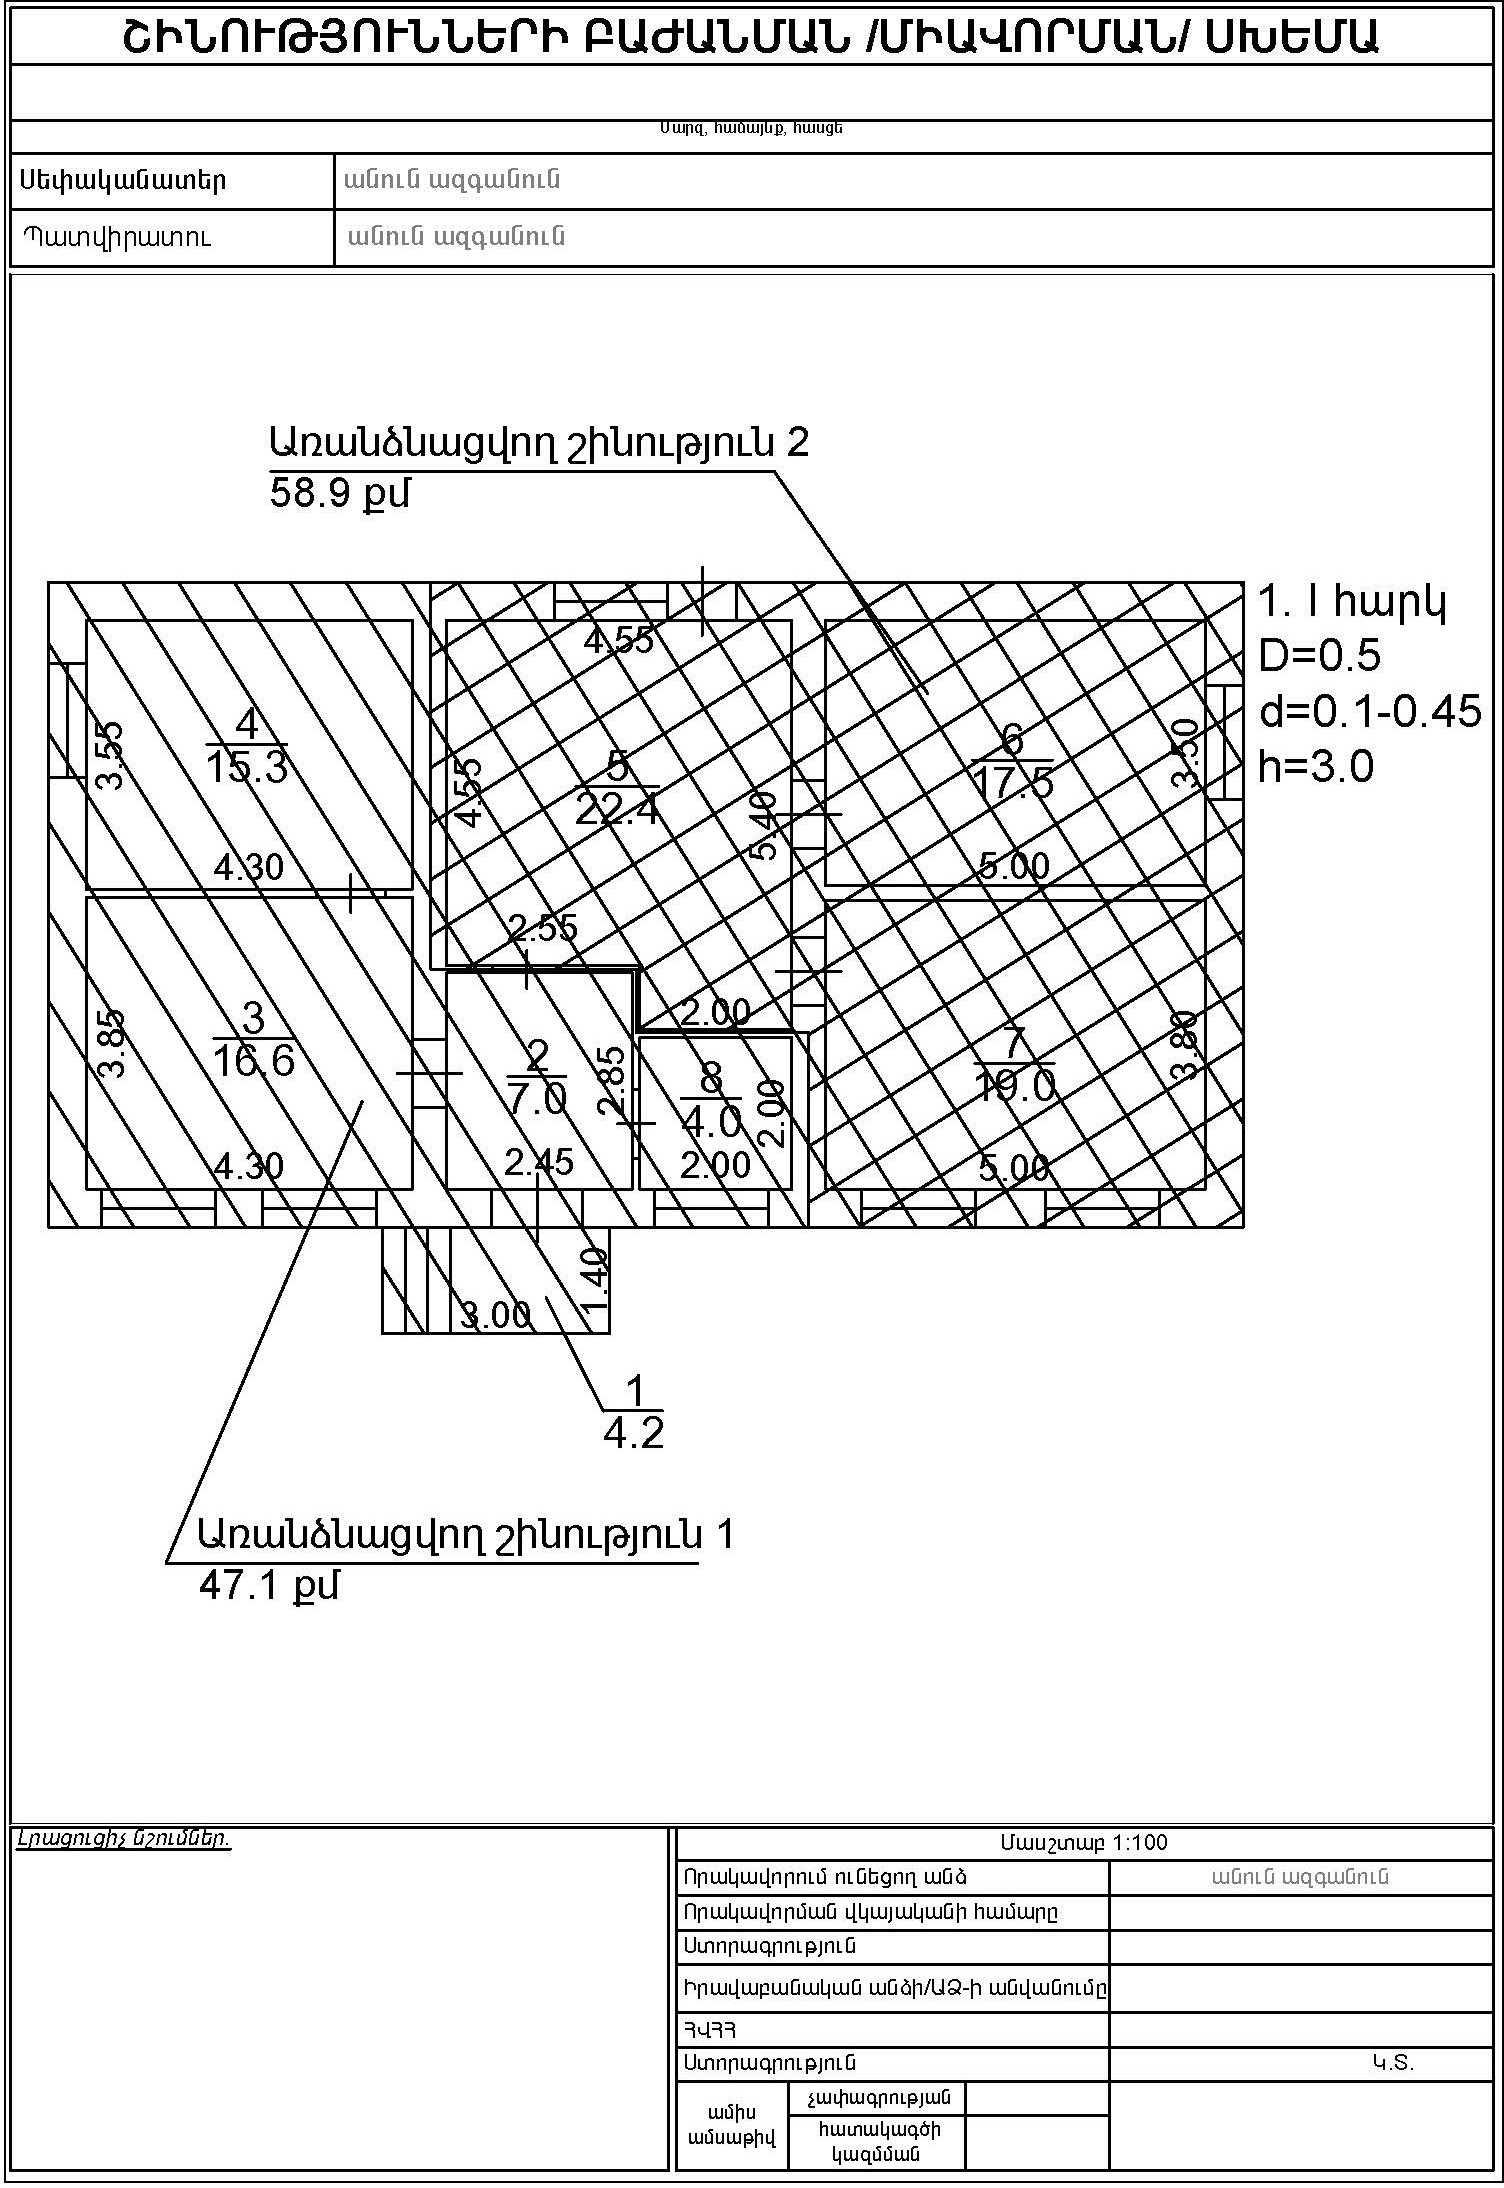 ՇԻՆՈՒԹՅՈՒՆՆԵՐԻ ԲԱԺԱՆՄԱՆ /ՄԻԱՎՈՐՄԱՆ/ ՍԽԵՄԱ
Մարզ, համայնք, հասցե
Սեփականատեր
անուն ազգանուն
Պատվիրատու
անուն ազգանուն
Առանձնացվող շինություն 2
58.9 քմ
1. I հարկ
D=0.5
d=0.1-0.45
h=3.0
4.55
4
15.3
3.55
4.30
5
22.4
4.55
5.40
2.55
2.00
6
17.5
3.50
5.00
3
16.6
3.85
4.30
2
7.0
2.85
2.45
8
4.0
2.00
2.00
7
19.0
3.80
5.00
1.40
3.00
1
4.2
Առանձնացվող շինություն 1
47.1 քմ
Լրացուցիչ նշումներ.
Մասշտաբ 1:100
Որակավորում ունեցող անձ
անուն ազգանուն
Որակավորման վկայականի համարը
Ստորագրություն
Իրավաբանական անձի/ԱՁ-ի անվանումը
ՀՎՀՀ
Ստորագրություն
Կ.Տ.
ամիս
ամսաթիվ
չափագրության
հատակագծի
կազմման